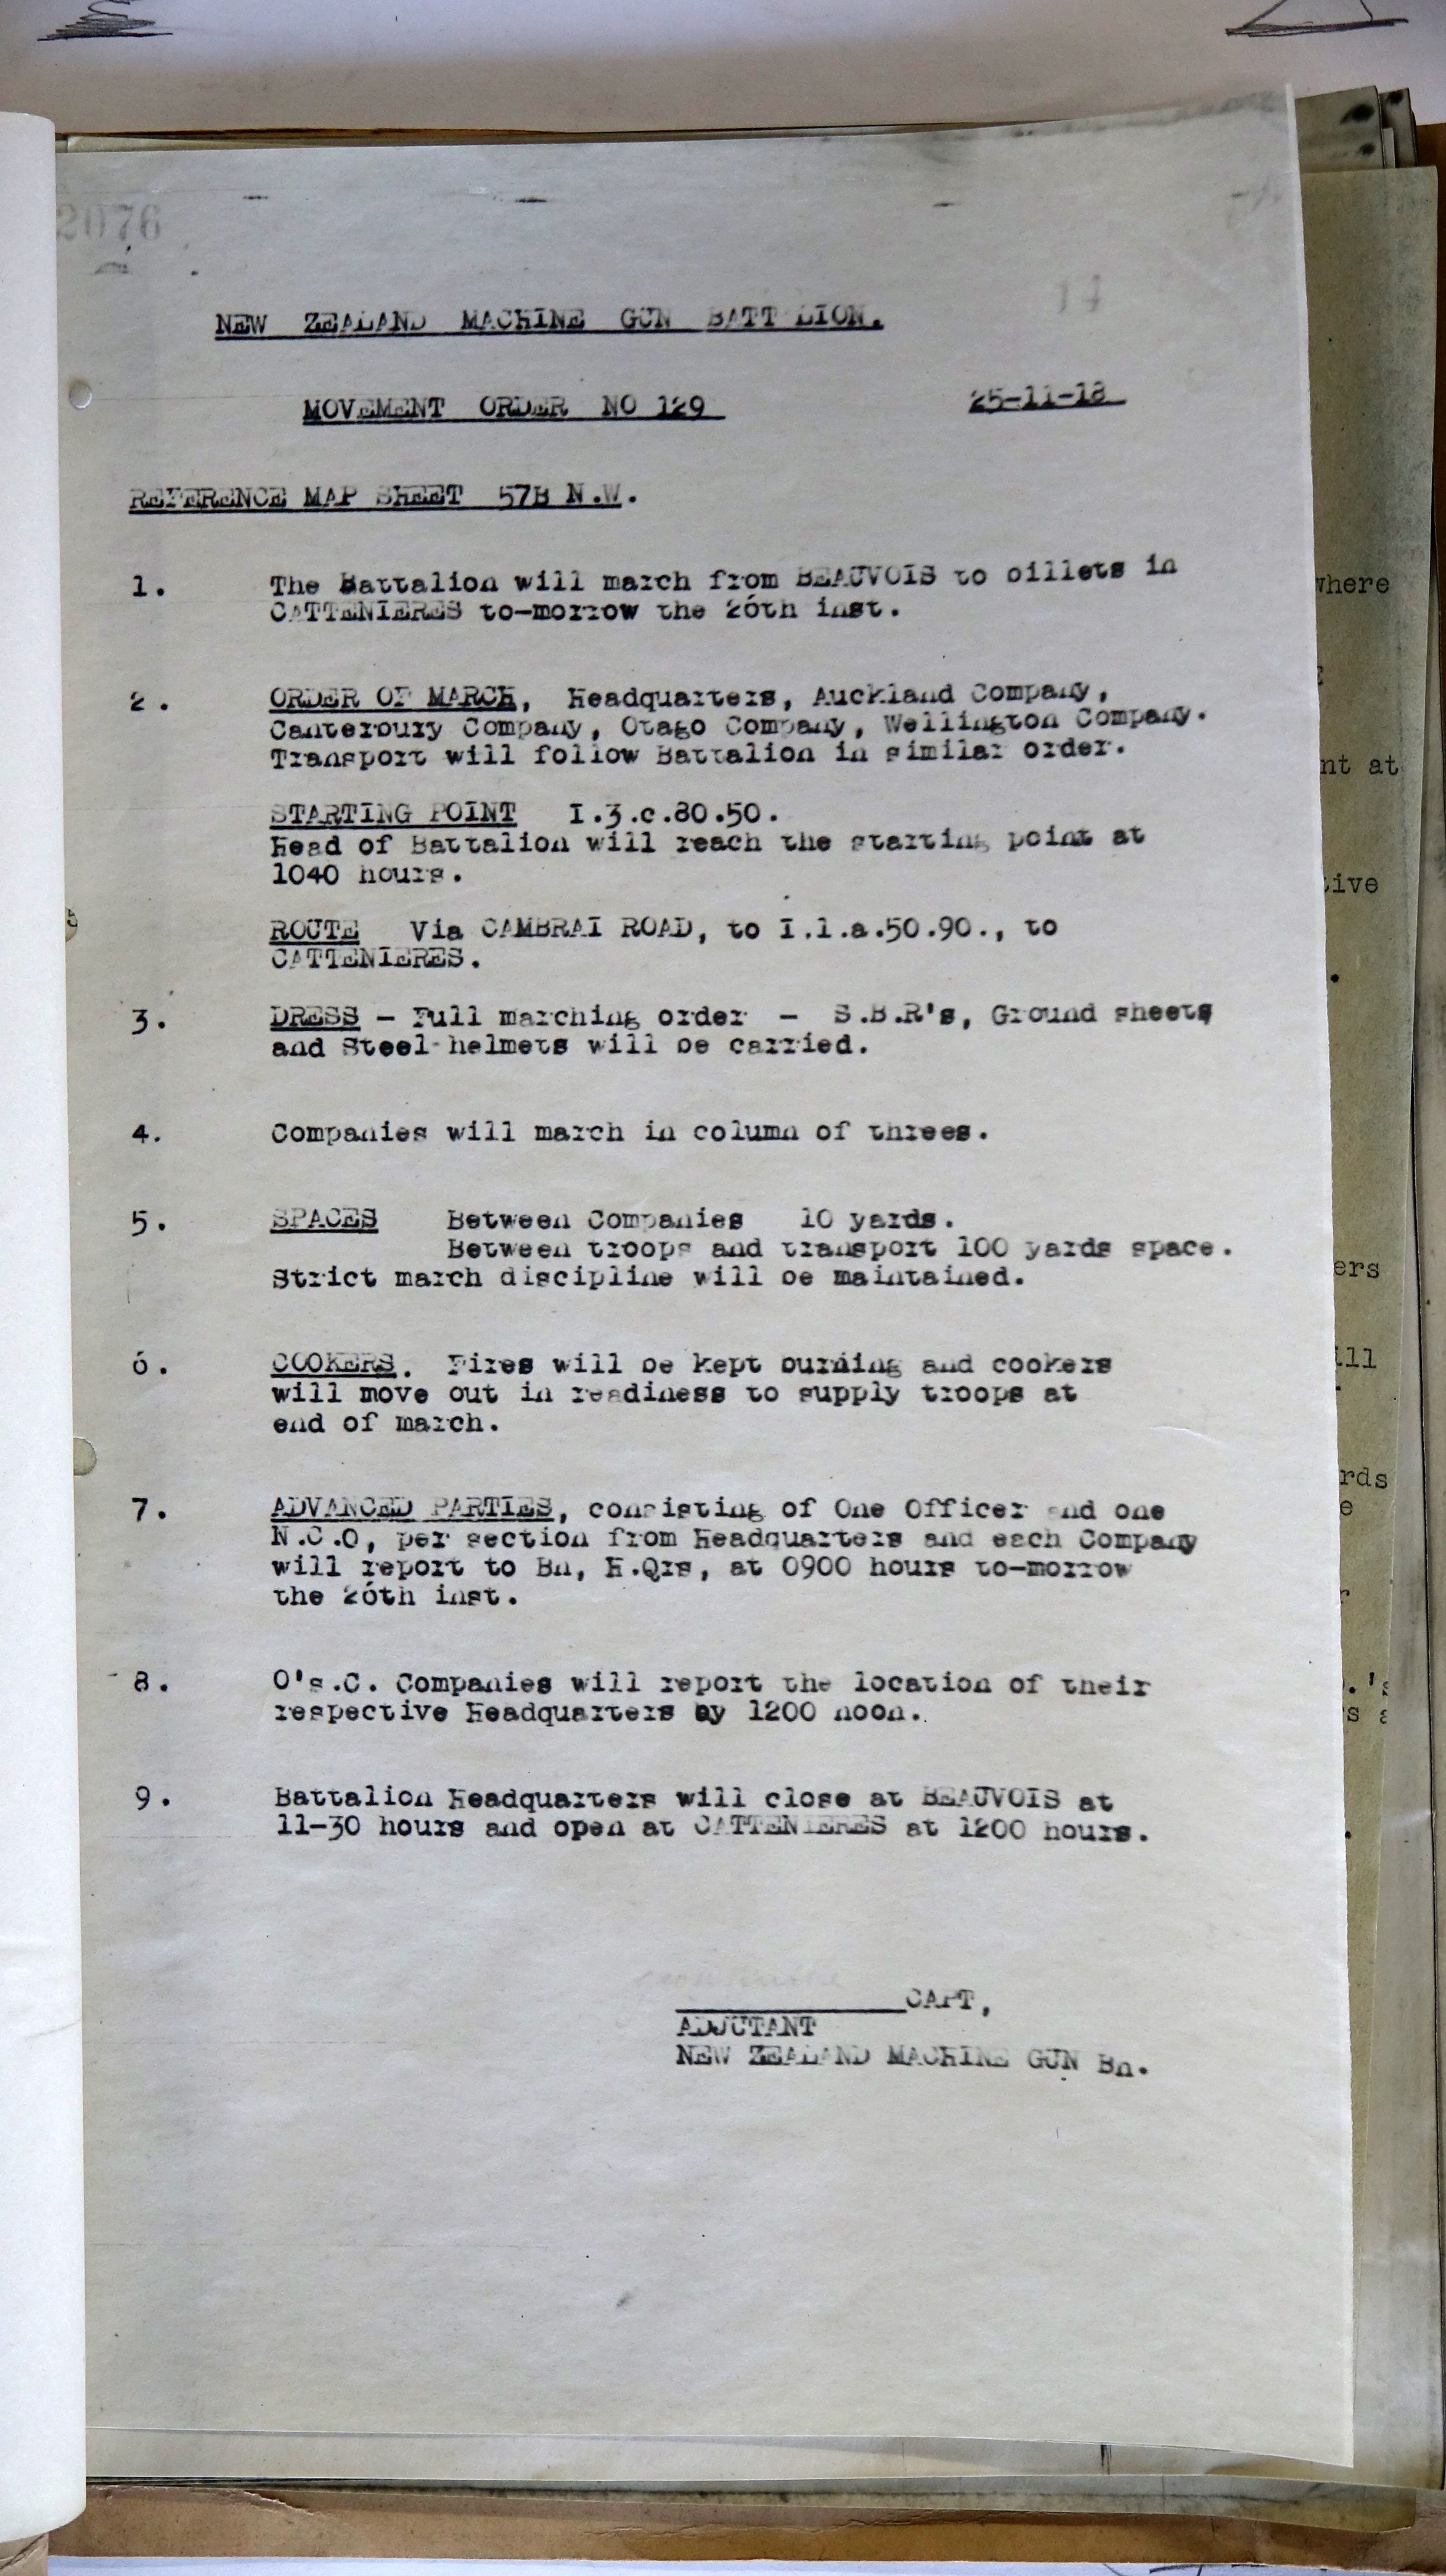 2076
14
NEW ZEALAND MACHINE GUN BATT LION.
MOVEMENT ORDER NO 129 25-11-18
REFERENCE MAP SHEET 57B N.W.
1. The Battalion will march from BEAUVOIS to billets in
CATTENIERES to-morrow the 26th inst.
2. ORDER OF MARCH, Headquarters, Auckland Company,
Canterbury Company, Otago Company, Wellington Company.
Transport will follow Battalion in similar order.
STARTING POINT I.3.c.80.50.
Head of Battalion will reach the starting point at
1040 hours.
ROUTE Via CAMBRAI ROAD, to I.1.a.50.90., to
CATTENIERES.
3. DRESS - Full marching order - S.B.R's, Ground sheets
and Steel helmets will be carried.
4. Companies will march in column of threes.
5. SPACES Between Companies 10 yards.
Between troops and transport 100 yards space.
Strict march discipline will be maintained.
6. COOKERS. Fires will be kept burning and cookers
will move out in readiness to supply troops at
end of march.
7. ADVANCED PARTIES, consisting of One Officer and one
N.C.O, per section from Headquarters and each Company
will report to Bn, H.Qrs, at 0900 hours to-morrow
the 26th inst.
8. O's.C. Companies will report the location of their
respective Headquarters by 1200 noon.
9. Battalion Headquarters will close at BEAUVOIS at
11-30 hours and open at CATTENIERES at 1200 hours.
CAPT,
ADJUTANT
NEW ZEALAND MACHINE GUN Bn.
where
nt at
tive
ers
ill
rds
e
r